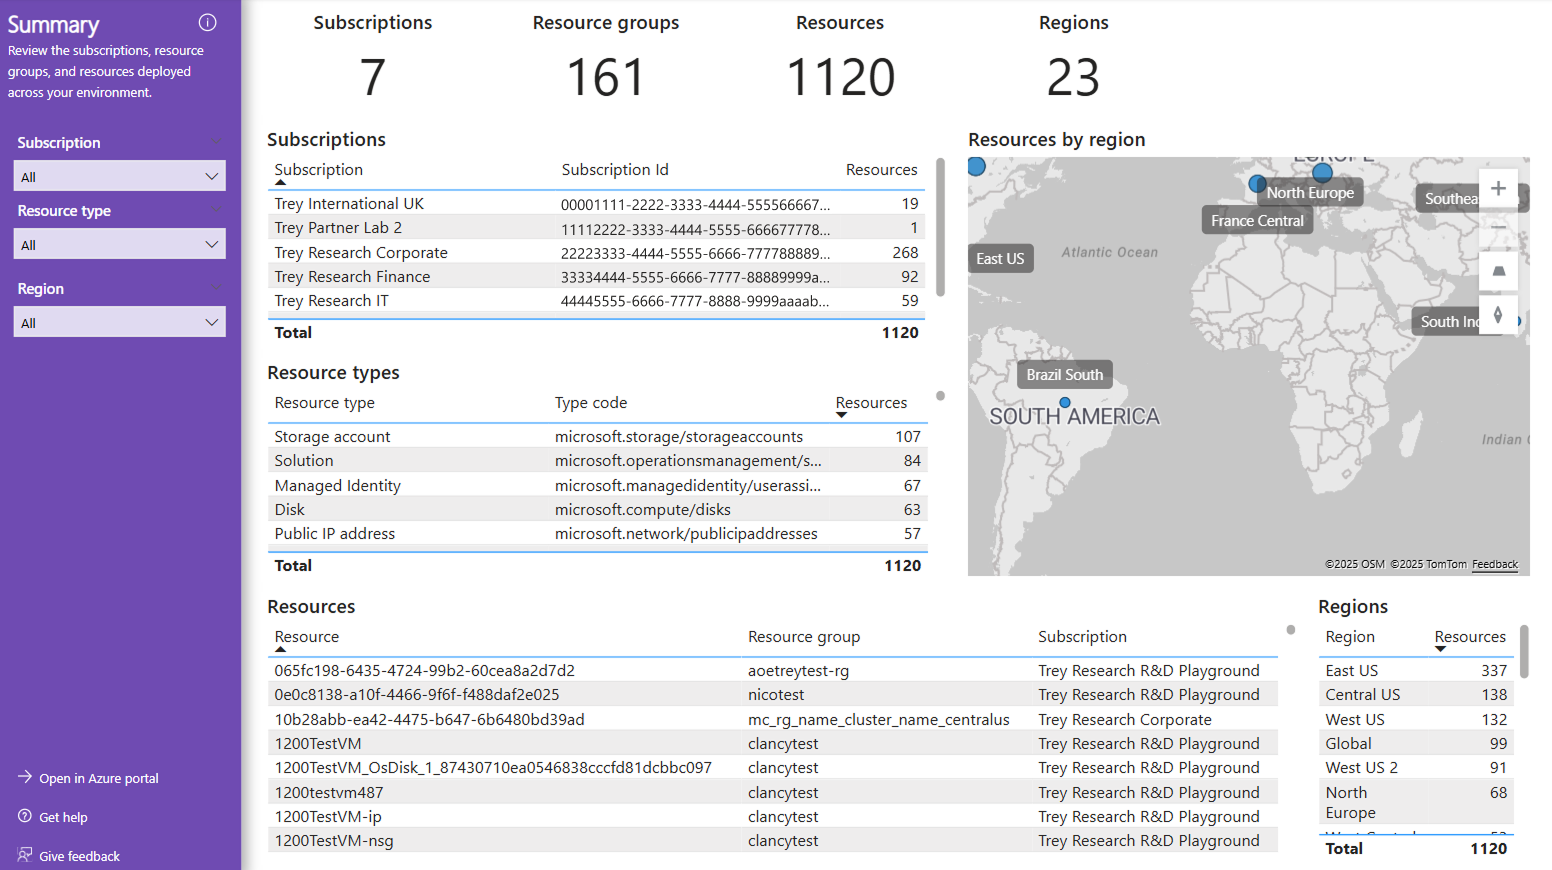 Summary
Review the subscriptions, resource
groups, and resources deployed
across your environment.
Subscription
All
Resource type
All
Region
All
Open in Azure portal
Get help
Give feedback
Subscriptions
7
Resource groups
161
Resources
1120
Regions
23
Subscriptions
Subscription Subscription Id Resources
Trey International UK 00001111-2222-3333-4444-555566667... 19
Trey Partner Lab 2 11112222-3333-4444-5555-666677778... 1
Trey Research Corporate 22223333-4444-5555-6666-777788889... 268
Trey Research Finance 33334444-5555-6666-7777-88889999a... 92
Trey Research IT 44445555-6666-7777-8888-9999aaaab... 59
Total 1120
Resource types
Resource type Type code Resources
Storage account microsoft.storage/storageaccounts 107
Solution microsoft.operationsmanagement/s... 84
Managed Identity microsoft.managedidentity/userassi... 67
Disk microsoft.compute/disks 63
Public IP address microsoft.network/publicipaddresses 57
Total 1120
Resources by region
EUROPE
North Europe
Southeas
France Central
Atlantic Ocean
East US
South Ind
Brazil South
SOUTH AMERICA
Indian
©2025 OSM ©2025 TomTom Feedback
Resources
Resource Resource group Subscription
065fc198-6435-4724-99b2-60cea8a2d7d2 aoetreytest-rg Trey Research R&D Playground
0e0c8138-a10f-4466-9f6f-f488daf2e025 nicotest Trey Research R&D Playground
10b28abb-ea42-4475-b647-6b6480bd39ad mc_rg_name_cluster_name_centralus Trey Research Corporate
1200TestVM clancytest Trey Research R&D Playground
1200TestVM_OsDisk_1_87430710ea0546838cccfd81dcbbc097 clancytest Trey Research R&D Playground
1200testvm487 clancytest Trey Research R&D Playground
1200TestVM-ip clancytest Trey Research R&D Playground
1200TestVM-nsg clancytest Trey Research R&D Playground
Regions
Region Resources
East US 337
Central US 138
West US 132
Global 99
West US 2 91
North 68
Europe
Total 1120